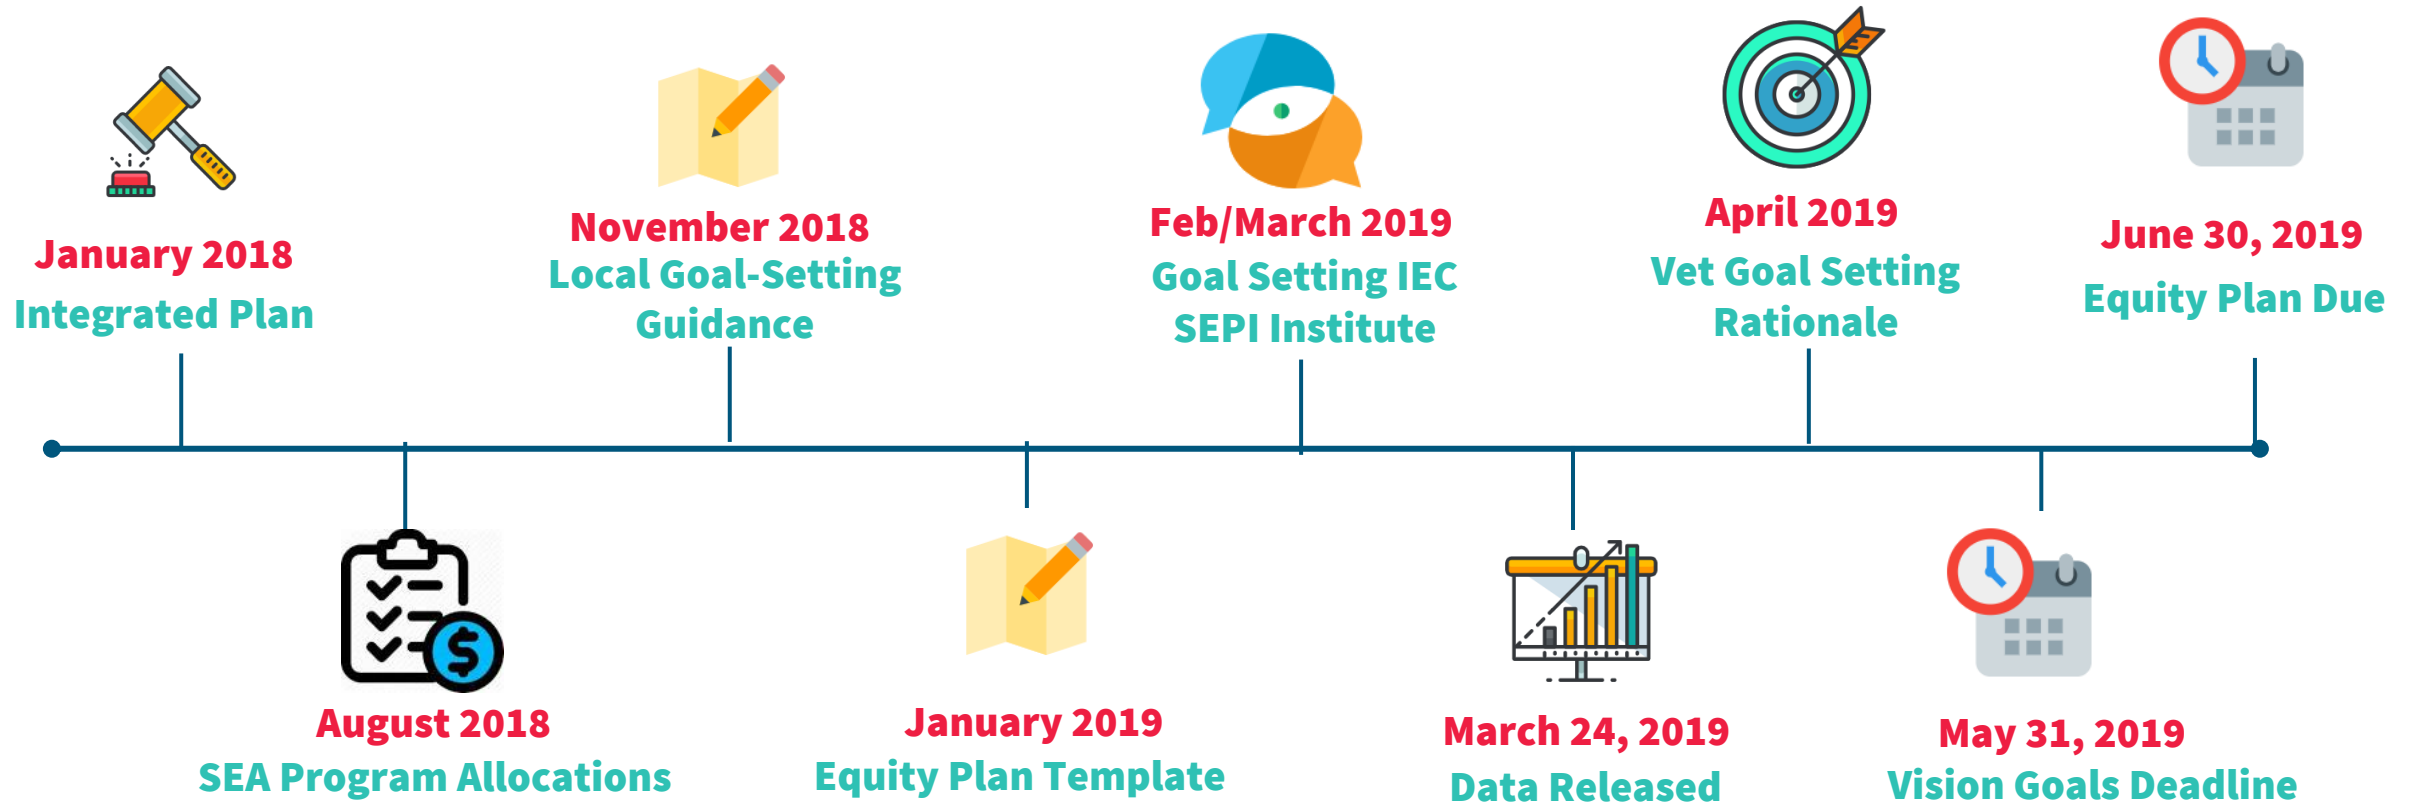 January 2018
Integrated Plan
August 2018
SEA Program Allocations
November 2018
Local Goal-Setting
Guidance
January 2019
Equity Plan Template
Feb/March 2019
Goal Setting IEC
SEPI Institute
March 24, 2019
Data Released
April 2019
Vet Goal Setting
Rationale
May 31, 2019
Vision Goals Deadline
June 30, 2019
Equity Plan Due